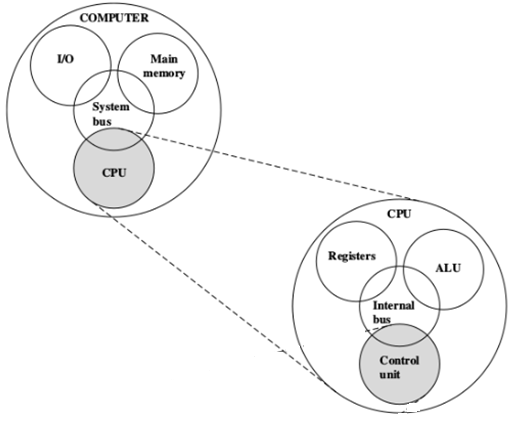 COMPUTER
I/O
Main
memory
System
bus
CPU
CPU
Registers
ALU
Internal
bus
Control
unit